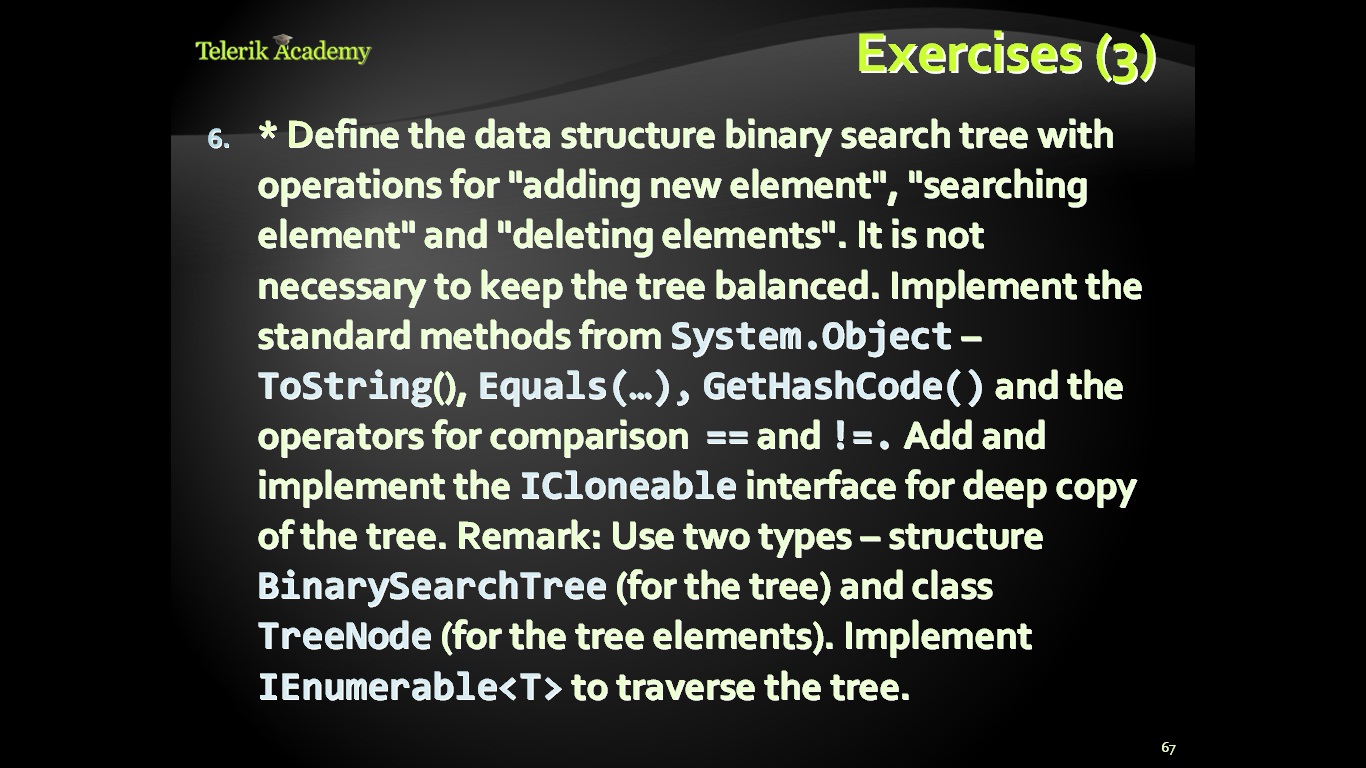 Telerik Academy
Exercises (3)
6. * Define the data structure binary search tree with
operations for "adding new element", "searching
element" and "deleting elements". It is not
necessary to keep the tree balanced. Implement the
standard methods from System.Object –
ToString(), Equals(…), GetHashCode() and the
operators for comparison == and !=. Add and
implement the ICloneable interface for deep copy
of the tree. Remark: Use two types – structure
BinarySearchTree (for the tree) and class
TreeNode (for the tree elements). Implement
IEnumerable<T> to traverse the tree.
67